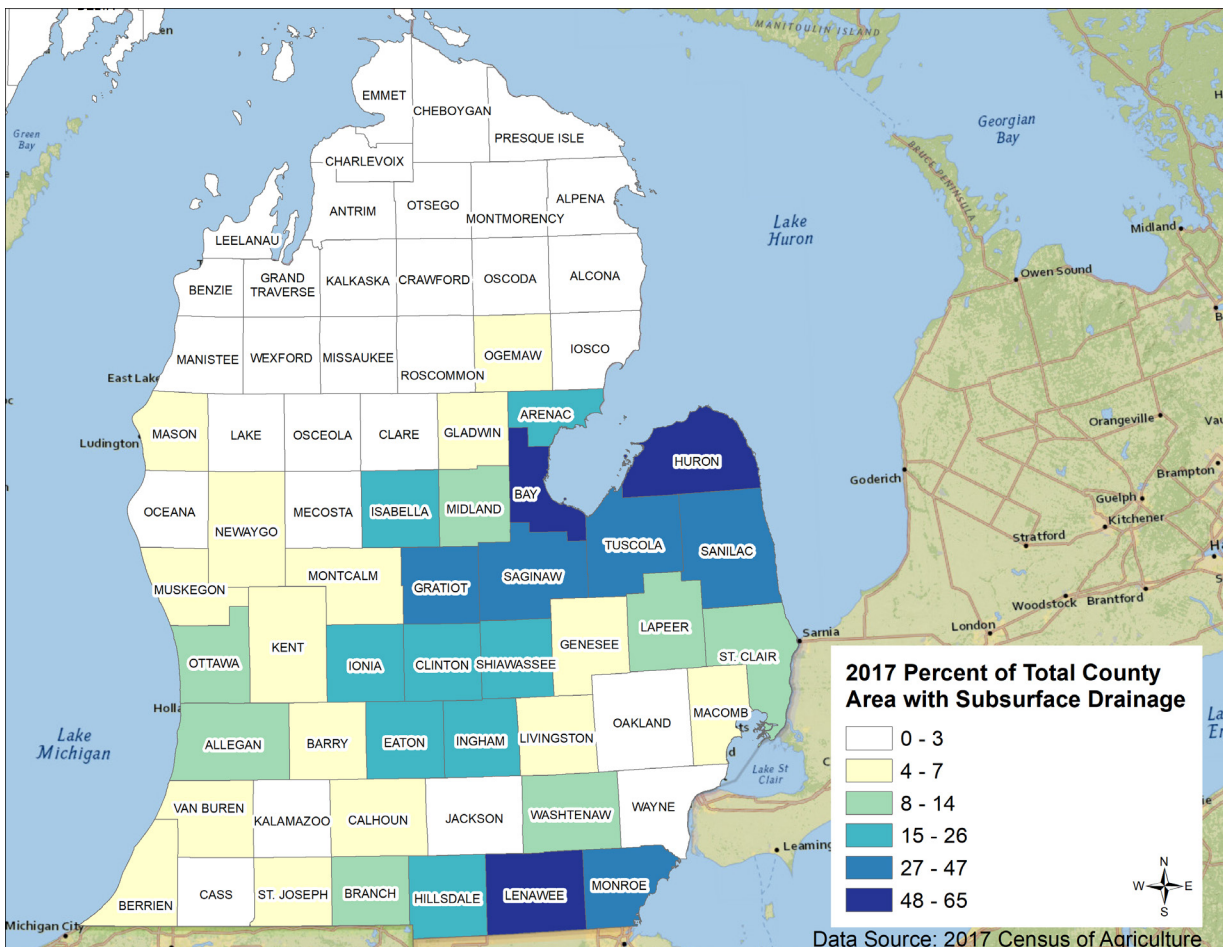 DELTA
MANITOULIN ISLAND
EMMET
CHEBOYGAN
Green
Bay
Georgian
Bay
PRESQUE ISLE
BRUCE PENINSULA
CHARLEVOIX
ALPENA
OTSEGO
ANTRIM
MONTMORENCY
Lake
Huron
Midland
LEELANAU
Owen Sound
GRAND
TRAVERSE
KALKASKA
CRAWFORD
OSCODA
ALCONA
BENZIE
OGEMAW
IOSCO
MANISTEE
WEXFORD
MISSAUKEE
ROSCOMMON
East Lake
ARENAC
Orangeville
MASON
LAKE
OSCEOLA
CLARE
GLADWIN
Ludington
HURON
Goderich
Brampton
BAY
Guelph
OCEANA
MECOSTA
ISABELLA
MIDLAND
Kitchener
NEWAYGO
Stratford
TUSCOLA
SANILAC
MONTCALM
GRATIOT
SAGINAW
MUSKEGON
Woodstock
Brantford
LAPEER
London
Sarnia
KENT
GENESEE
OTTAWA
IONIA
CLINTON
SHIAWASSEE
ST. CLAIR
2017 Percent of Total County
Area with Subsurface Drainage
Holla
MACOMB
OAKLAND
Lake
Michigan
ALLEGAN
BARRY
EATON
INGHAM
LIVINGSTON
0 - 3
Lake St
Clair
4 - 7
VAN BUREN
KALAMAZOO
CALHOUN
JACKSON
WASHTENAW
WAYNE
8 - 14
15 - 26
Leaming
27 - 47
CASS
ST. JOSEPH
BRANCH
HILLSDALE
LENAWEE
MONROE
N
W E
S
BERRIEN
48 - 65
Michigan City
Data Source: 2017 Census of Agriculture